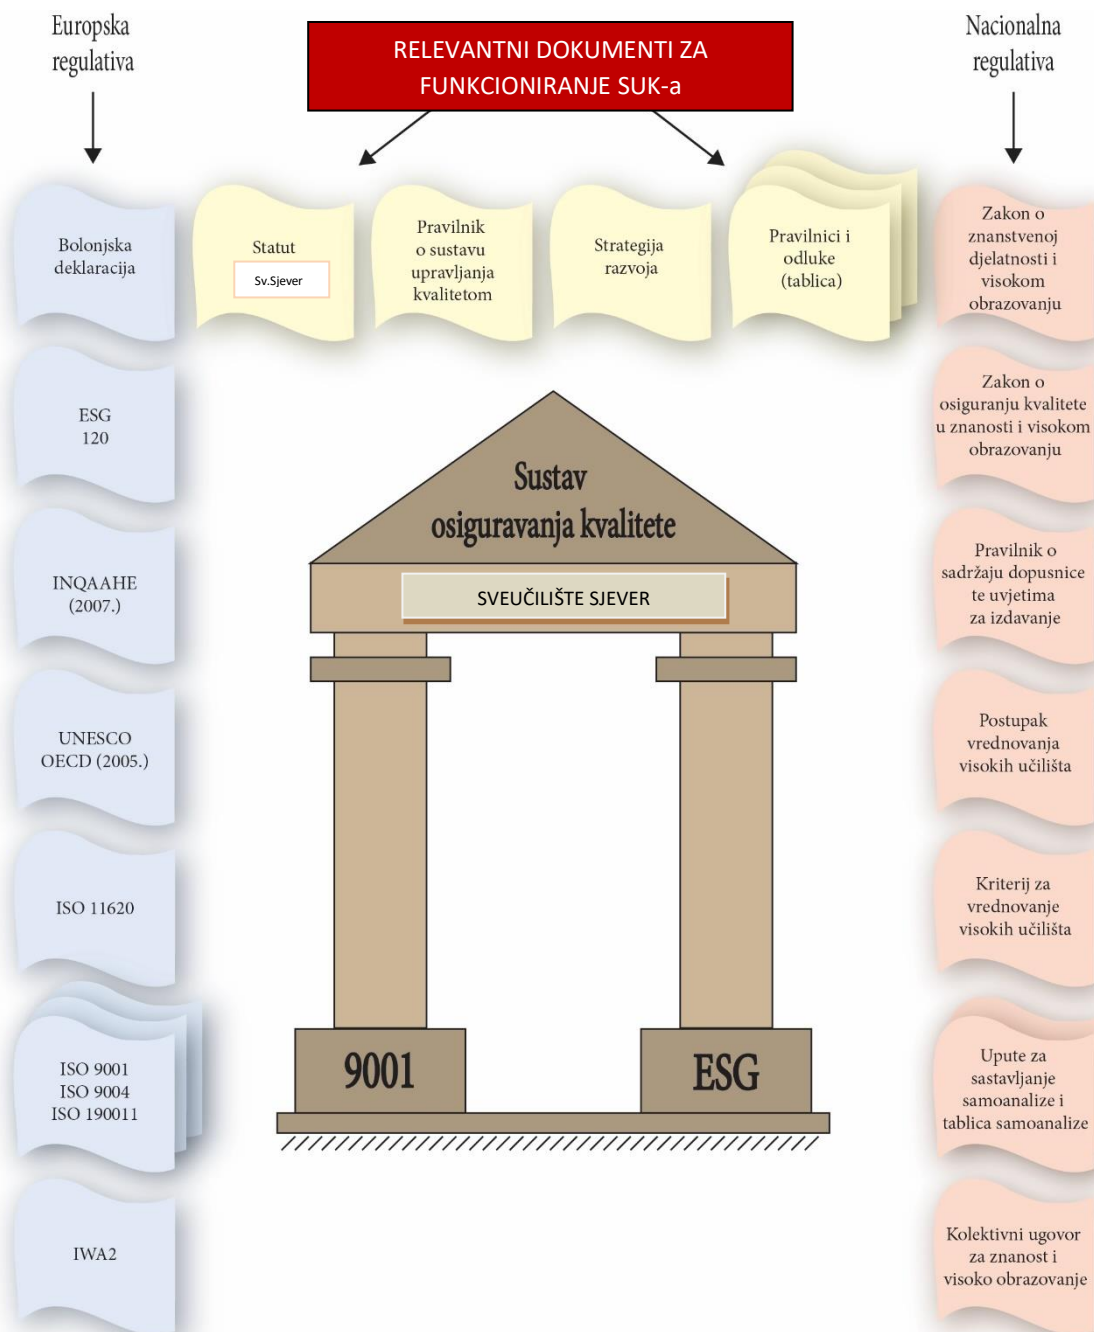 Europska
regulativa
RELEVANTNI DOKUMENTI ZA
FUNKCIONIRANJE SUK-a
Nacionalna
regulativa
Bolonjska
deklaracija
Statut
Sv.Sjever
Pravilnik
o sustavu
upravljanja
kvalitetom
Strategija
razvoja
Pravilnici i
odluke
(tablica)
Zakon o
znanstvenoj
djelatnosti i
visokom
obrazovanju
ESG
120
Zakon o
osiguranju kvalitete
u znanosti i visokom
obrazovanju
Sustav
osiguravanja kvalitete
SVEUČILIŠTE SJEVER
INQAAHE
(2007.)
Pravilnik o
sadržaju dopusnice
te uvjetima
za izdavanje
UNESCO
OECD (2005.)
Postupak
vrednovanja
visokih učilišta
ISO 11620
Kriterij za
vrednovanje
visokih učilišta
ISO 9001
ISO 9004
ISO 190011
9001
ESG
Upute za
sastavljanje
samoanalize i
tablica samoanalize
IWA2
Kolektivni ugovor
za znanost i
visoko obrazovanje